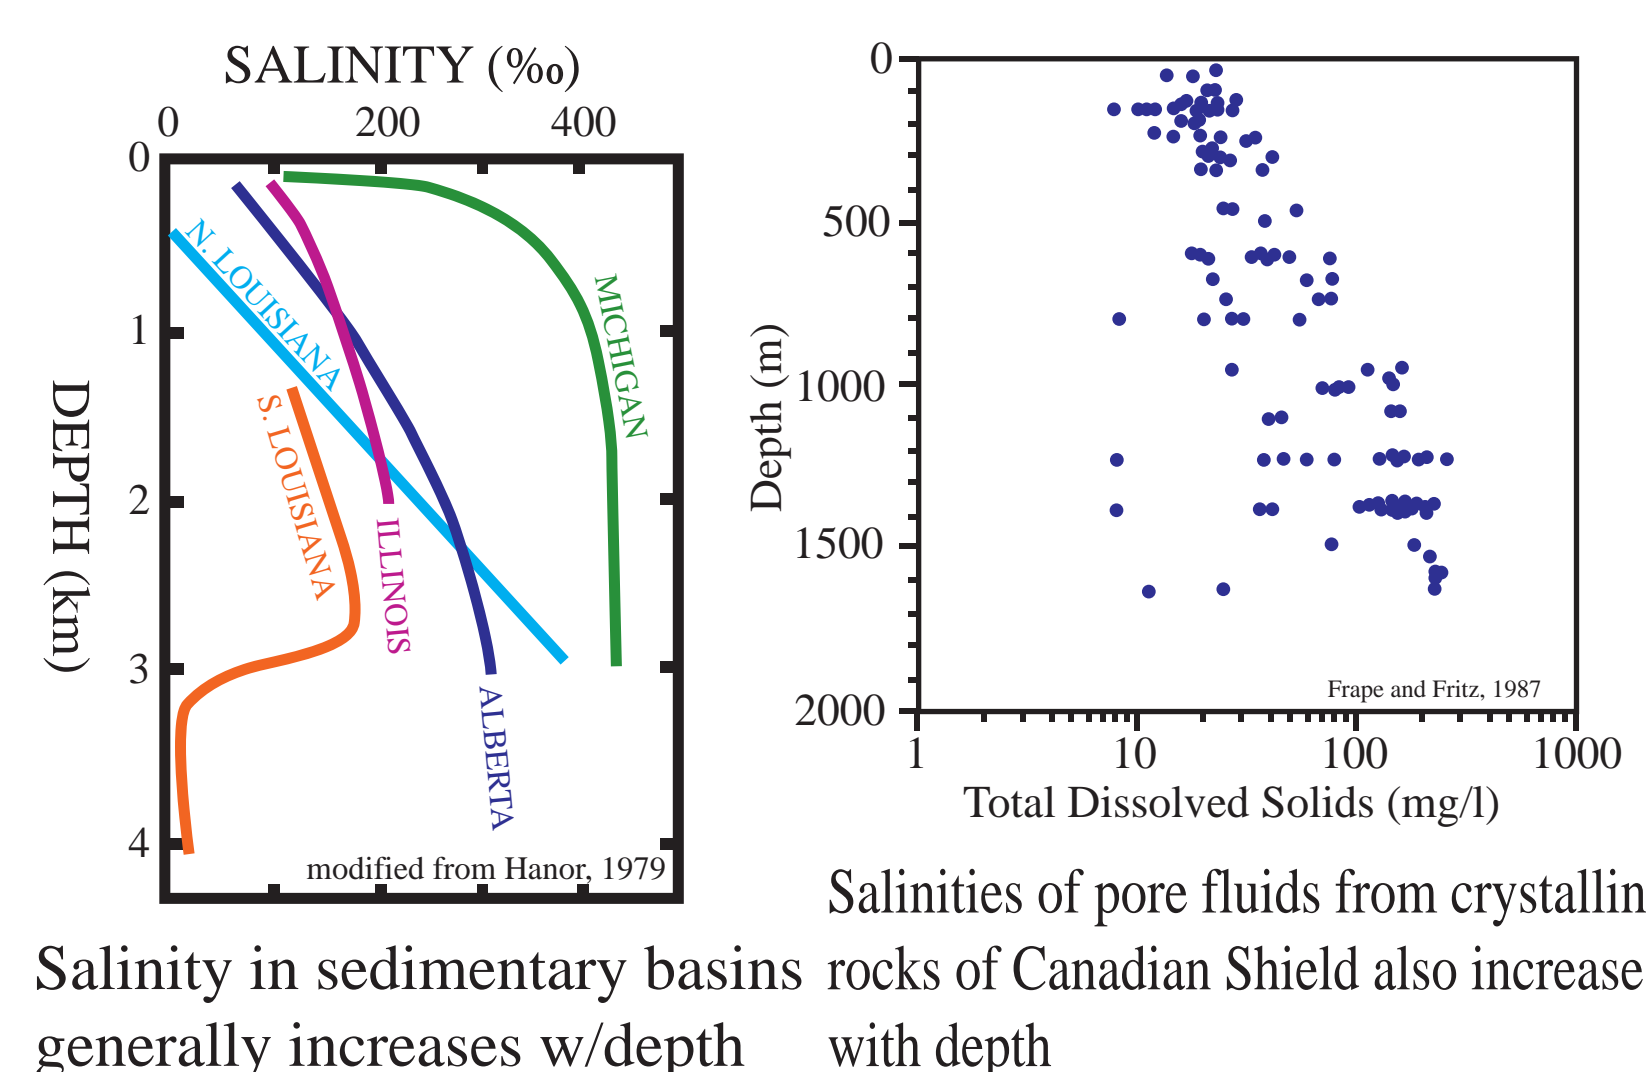 SALINITY (‰)
0 200 400
0
1
2
3
4
DEPTH (km)
N. LOUISIANA
S. LOUISIANA
ILLINOIS
ALBERTA
MICHIGAN
modified from Hanor, 1979
Salinity in sedimentary basins
generally increases w/depth
0
500
1000
1500
2000
Depth (m)
Frape and Fritz, 1987
1 10 100 1000
Total Dissolved Solids (mg/l)
Salinities of pore fluids from crystallin
rocks of Canadian Shield also increase
with depth